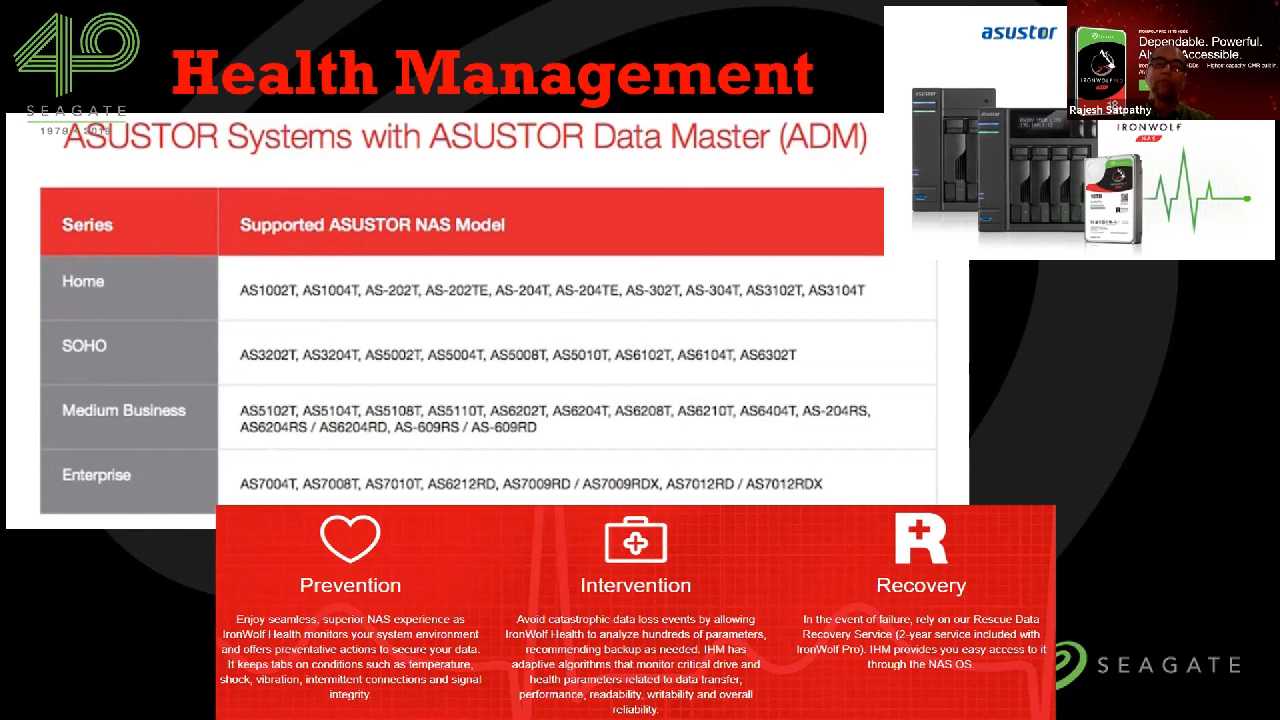 SEAGATE
1979 - 2019
Health Management
ASUSTOR Systems with ASUSTOR Data Master (ADM)
Series
Supported ASUSTOR NAS Model
Home
AS1002T, AS1004T, AS-202T, AS-202TE, AS-204T, AS-204TE, AS-302T, AS-304T, AS3102T, AS3104T
SOHO
AS3202T, AS3204T, AS5002T, AS5004T, AS5008T, AS5010T, AS6102T, AS6104T, AS6302T
Medium Business
AS5102T, AS5104T, AS5108T, AS5110T, AS6202T, AS6204T, AS6208T, AS6210T, AS6404T, AS-204RS,
AS6204RS / AS6204RD, AS-609RS / AS-609RD
Enterprise
AS7004T, AS7008T, AS7010T, AS6212RD, AS7009RD / AS7009RDX, AS7012RD / AS7012RDX
asustor
Dependable. Powerful.
Accessible.
IRONWOLF
Rajesh Satpathy
IRONWOLF
NAS
Prevention
Enjoy seamless, superior NAS experience as
IronWolf Health monitors your system environment
and offers preventative actions to secure your data.
It keeps tabs on conditions such as temperature,
shock, vibration, intermittent connections and signal
integrity.
Intervention
Avoid catastrophic data loss events by allowing
IronWolf Health to analyze hundreds of parameters,
recommending backup as needed. IHM has
adaptive algorithms that monitor critical drive and
health parameters related to data transfer,
performance, readability, writability and overall
reliability.
R
Recovery
In the event of failure, rely on our Rescue Data
Recovery Service (2-year service included with
IronWolf Pro). IHM provides you easy access to it
through the NAS OS.
SEAGATE